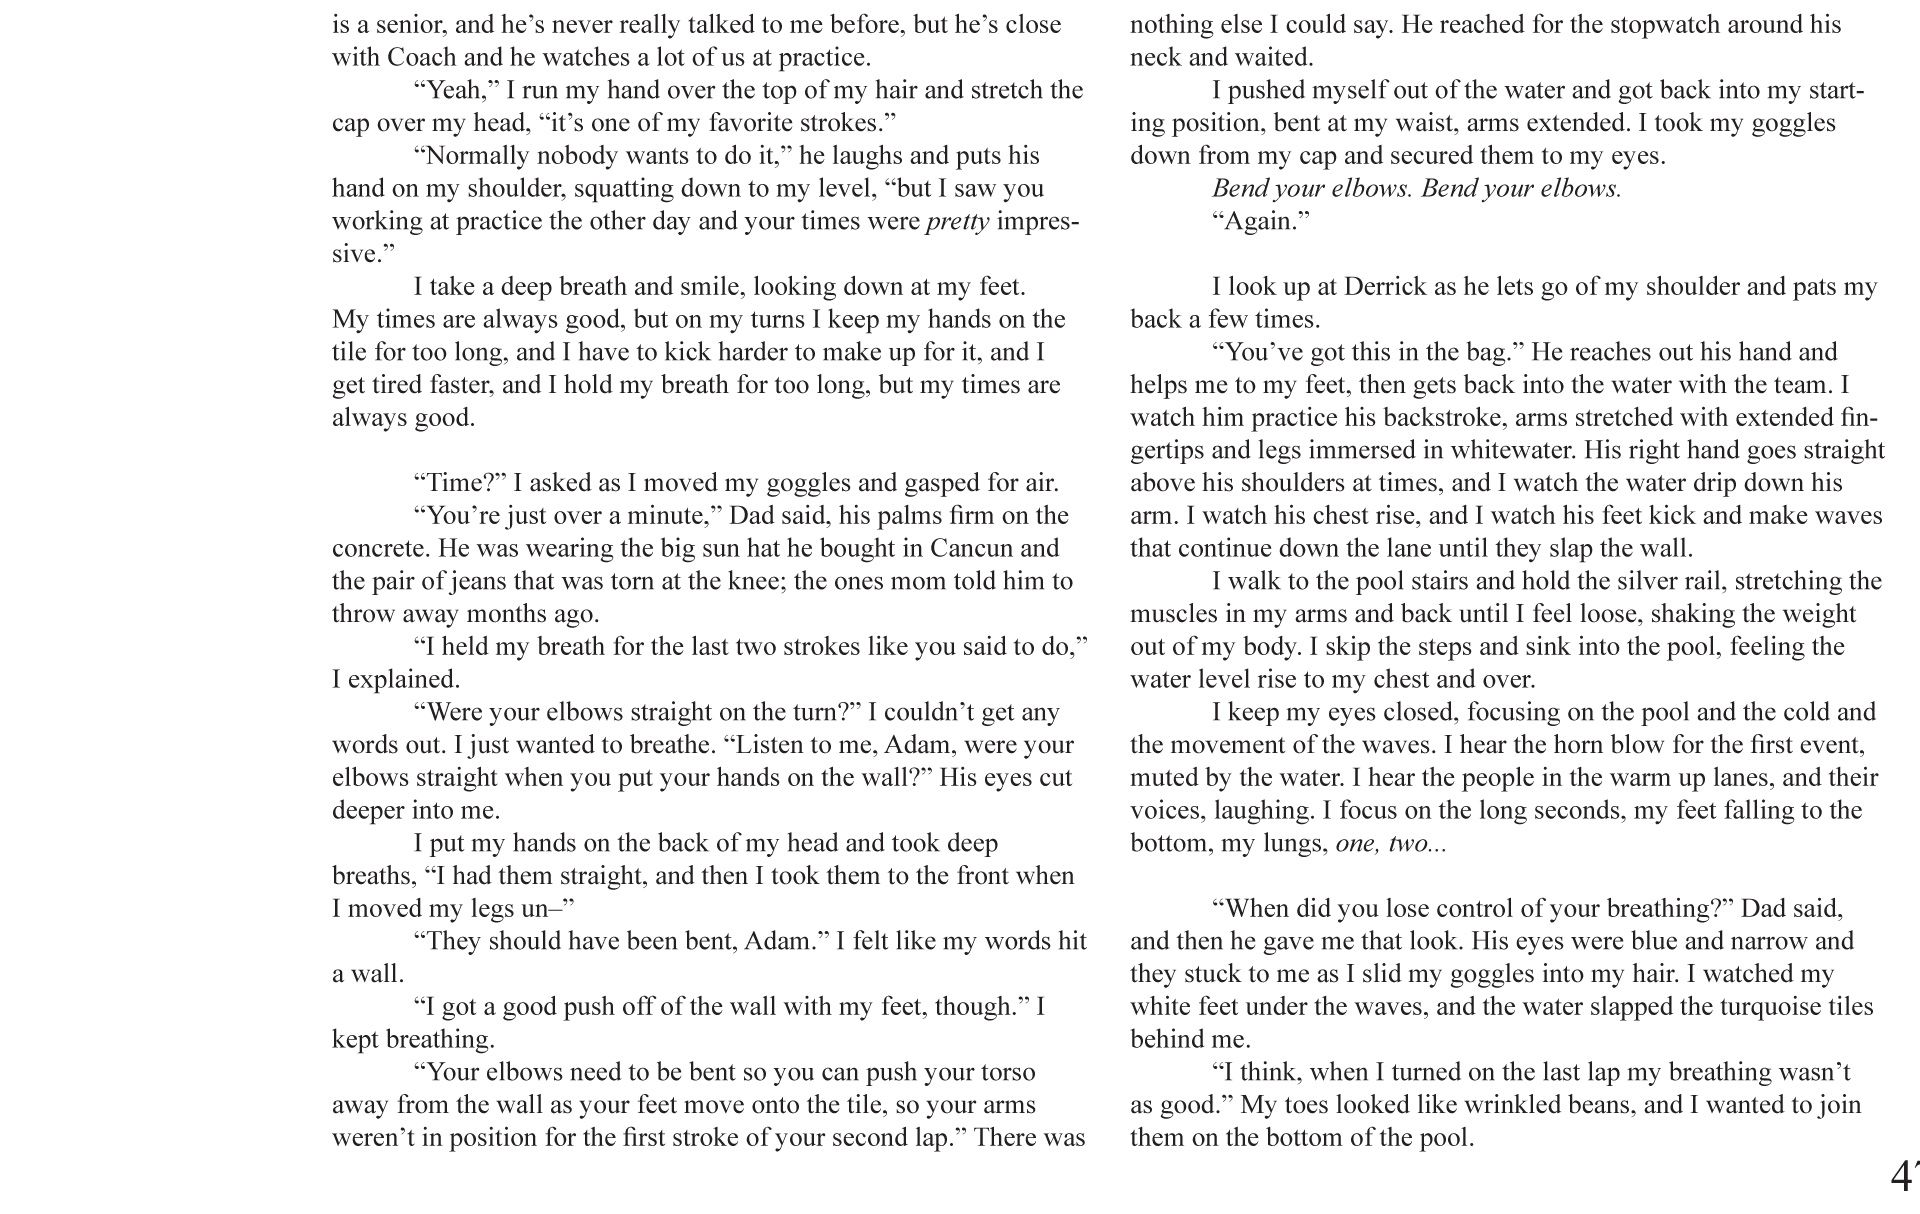 is a senior, and he’s never really talked to me before, but he’s close
with Coach and he watches a lot of us at practice.
“Yeah,” I run my hand over the top of my hair and stretch the
cap over my head, “it’s one of my favorite strokes.”
“Normally nobody wants to do it,” he laughs and puts his
hand on my shoulder, squatting down to my level, “but I saw you
working at practice the other day and your times were pretty impres-
sive.”
I take a deep breath and smile, looking down at my feet.
My times are always good, but on my turns I keep my hands on the
tile for too long, and I have to kick harder to make up for it, and I
get tired faster, and I hold my breath for too long, but my times are
always good.
“Time?” I asked as I moved my goggles and gasped for air.
“You’re just over a minute,” Dad said, his palms firm on the
concrete. He was wearing the big sun hat he bought in Cancun and
the pair of jeans that was torn at the knee; the ones mom told him to
throw away months ago.
“I held my breath for the last two strokes like you said to do,”
I explained.
“Were your elbows straight on the turn?” I couldn’t get any
words out. I just wanted to breathe. “Listen to me, Adam, were your
elbows straight when you put your hands on the wall?” His eyes cut
deeper into me.
I put my hands on the back of my head and took deep
breaths, “I had them straight, and then I took them to the front when
I moved my legs un–”
“They should have been bent, Adam.” I felt like my words hit
a wall.
“I got a good push off of the wall with my feet, though.” I
kept breathing.
“Your elbows need to be bent so you can push your torso
away from the wall as your feet move onto the tile, so your arms
weren’t in position for the first stroke of your second lap.” There was
nothing else I could say. He reached for the stopwatch around his
neck and waited.
I pushed myself out of the water and got back into my start-
ing position, bent at my waist, arms extended. I took my goggles
down from my cap and secured them to my eyes.
Bend your elbows. Bend your elbows.
“Again.”
I look up at Derrick as he lets go of my shoulder and pats my
back a few times.
“You’ve got this in the bag.” He reaches out his hand and
helps me to my feet, then gets back into the water with the team. I
watch him practice his backstroke, arms stretched with extended fin-
gertips and legs immersed in whitewater. His right hand goes straight
above his shoulders at times, and I watch the water drip down his
arm. I watch his chest rise, and I watch his feet kick and make waves
that continue down the lane until they slap the wall.
I walk to the pool stairs and hold the silver rail, stretching the
muscles in my arms and back until I feel loose, shaking the weight
out of my body. I skip the steps and sink into the pool, feeling the
water level rise to my chest and over.
I keep my eyes closed, focusing on the pool and the cold and
the movement of the waves. I hear the horn blow for the first event,
muted by the water. I hear the people in the warm up lanes, and their
voices, laughing. I focus on the long seconds, my feet falling to the
bottom, my lungs, one, two...
“When did you lose control of your breathing?” Dad said,
and then he gave me that look. His eyes were blue and narrow and
they stuck to me as I slid my goggles into my hair. I watched my
white feet under the waves, and the water slapped the turquoise tiles
behind me.
“I think, when I turned on the last lap my breathing wasn’t
as good.” My toes looked like wrinkled beans, and I wanted to join
them on the bottom of the pool.